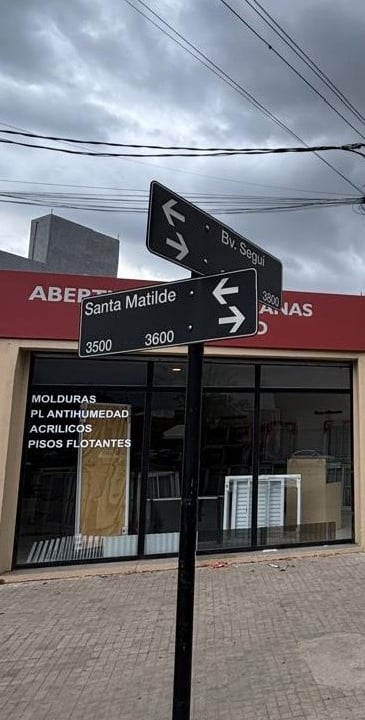 Bv. Seguí
3800
Santa Matilde
3500 3600
MOLDURAS
PL ANTIHUMEDAD
ACRILICOS
PISOS FLOTANTES